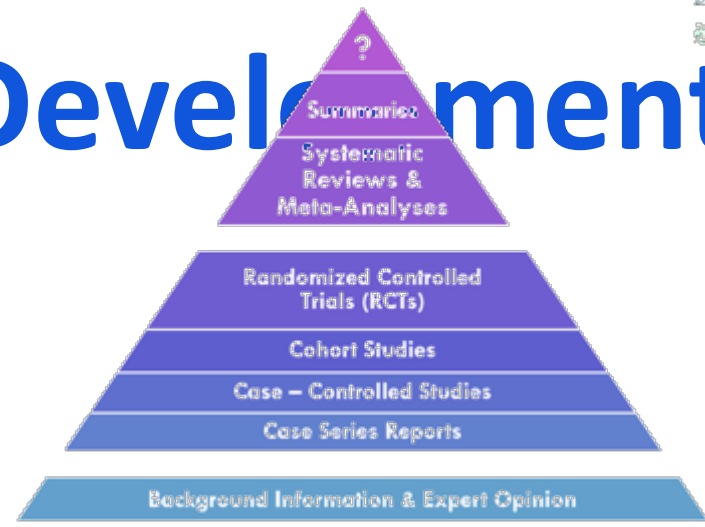 ?
Development
Summaries
Systematic
Reviews &
Meta-Analyses
Randomized Controlled
Trials (RCTs)
Cohort Studies
Case – Controlled Studies
Case Series Reports
Background Information & Expert Opinion